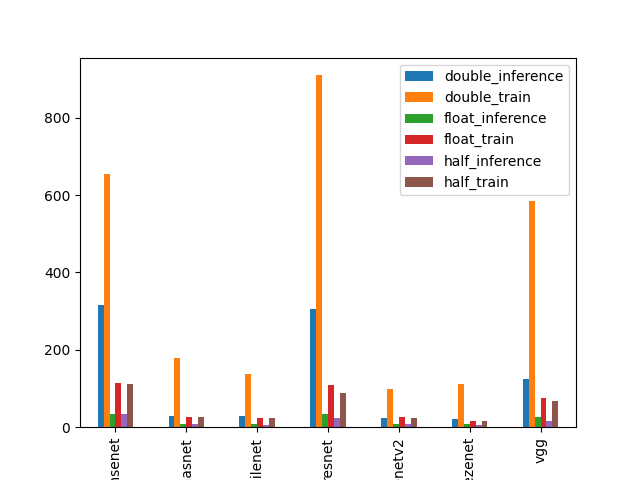 double_inference
double_train
float_inference
float_train
half_inference
half_train
800
600
400
200
0
nsenet
asnet
ilenet
resnet
netv2
ezenet
vgg